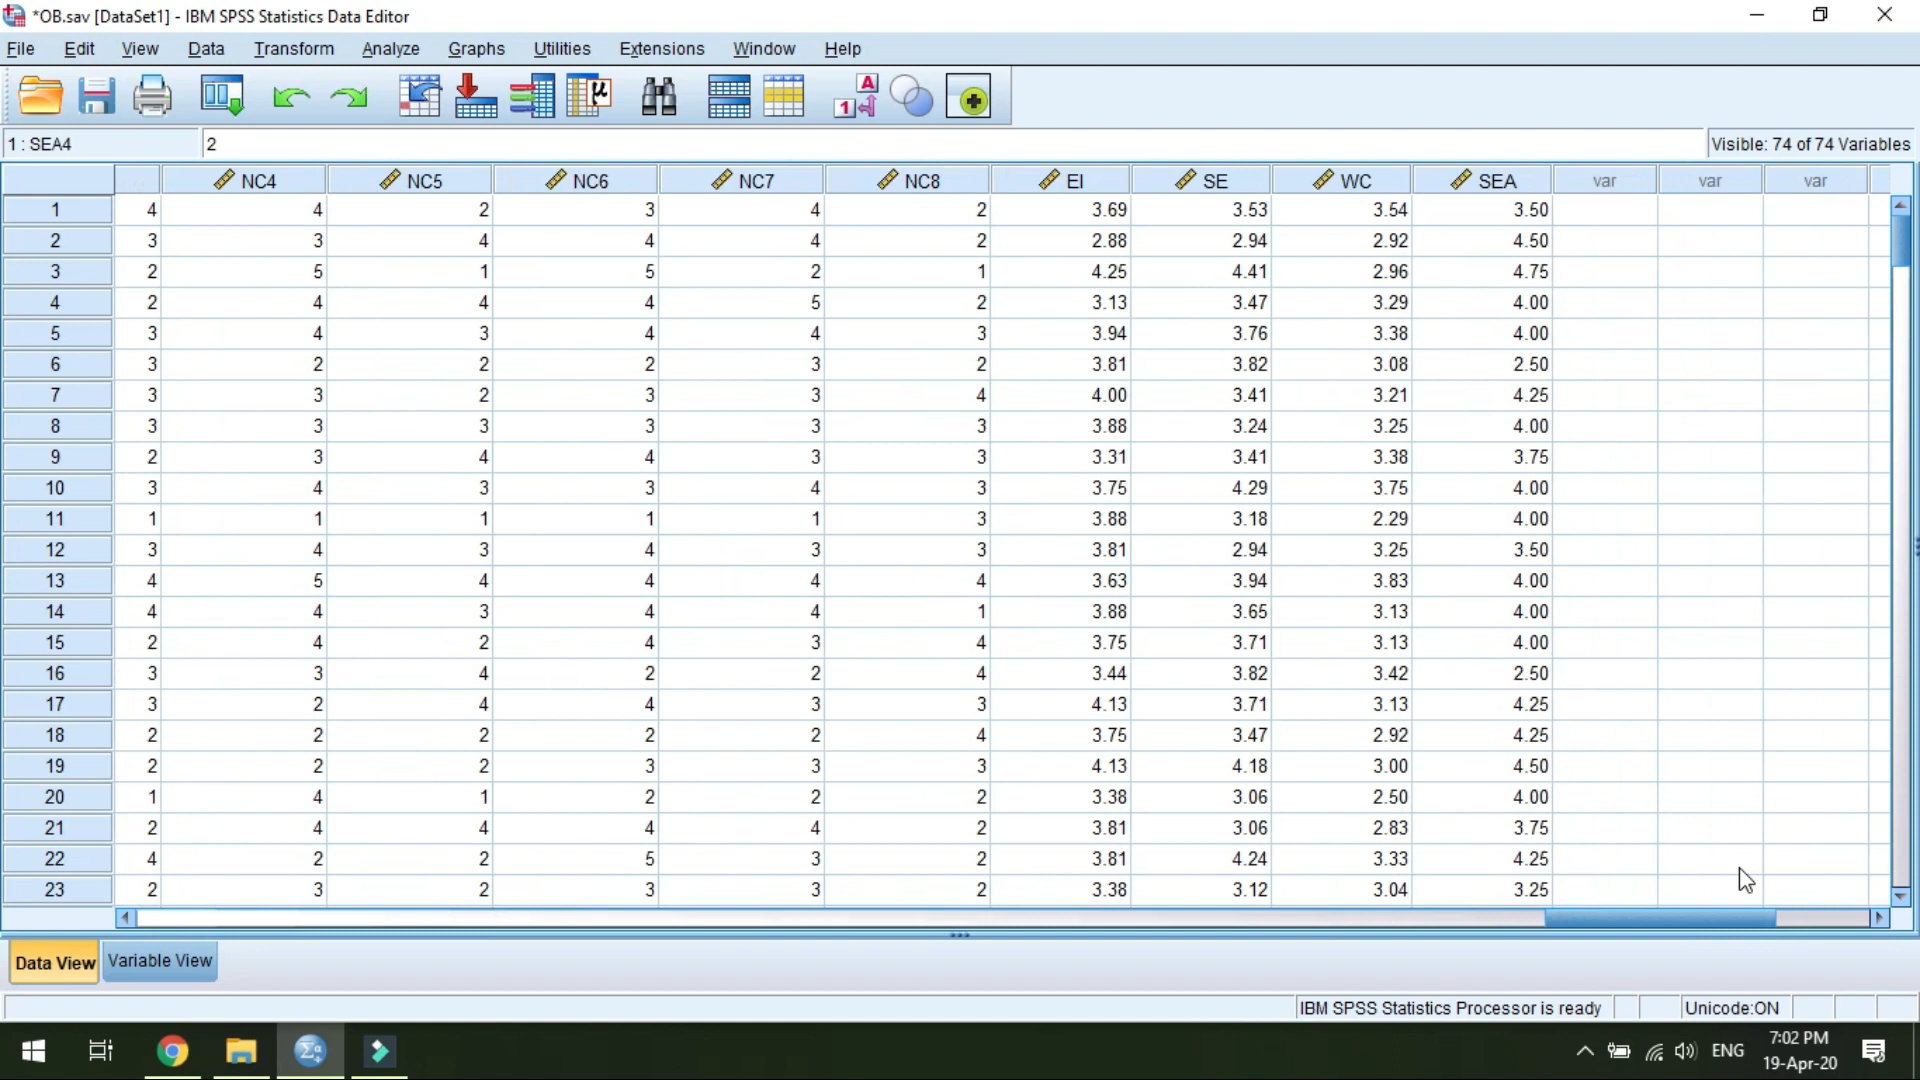 *OB.sav [DataSet1] - IBM SPSS Statistics Data Editor
File Edit View Data Transform Analyze Graphs Utilities Extensions Window Help
1 : SEA4 2 Visible: 74 of 74 Variables
NC4 NC5 NC6 NC7 NC8 EI SE WC SEA var var var
1 4 4 2 3 4 2 3.69 3.53 3.54 3.50
2 3 3 4 4 4 2 2.88 2.94 2.92 4.50
3 2 5 1 5 2 1 4.25 4.41 2.96 4.75
4 2 4 4 4 5 2 3.13 3.47 3.29 4.00
5 3 4 3 4 4 3 3.94 3.76 3.38 4.00
6 3 2 2 2 3 2 3.81 3.82 3.08 2.50
7 3 3 2 3 3 4 4.00 3.41 3.21 4.25
8 3 3 3 3 3 3 3.88 3.24 3.25 4.00
9 2 3 4 4 3 3 3.31 3.41 3.38 3.75
10 3 4 3 3 4 3 3.75 4.29 3.75 4.00
11 1 1 1 1 1 3 3.88 3.18 2.29 4.00
12 3 4 3 4 3 3 3.81 2.94 3.25 3.50
13 4 5 4 4 4 4 3.63 3.94 3.83 4.00
14 4 4 3 4 4 1 3.88 3.65 3.13 4.00
15 2 4 2 4 3 4 3.75 3.71 3.13 4.00
16 3 3 4 2 2 4 3.44 3.82 3.42 2.50
17 3 2 4 4 3 3 4.13 3.71 3.13 4.25
18 2 2 2 2 2 4 3.75 3.47 2.92 4.25
19 2 2 2 3 3 3 4.13 4.18 3.00 4.50
20 1 4 1 2 2 2 3.38 3.06 2.50 4.00
21 2 4 4 4 4 2 3.81 3.06 2.83 3.75
22 4 2 2 5 3 2 3.81 4.24 3.33 4.25
23 2 3 2 3 3 2 3.38 3.12 3.04 3.25
Data View Variable View
IBM SPSS Statistics Processor is ready Unicode:ON
ENG 7:02 PM
19-Apr-20